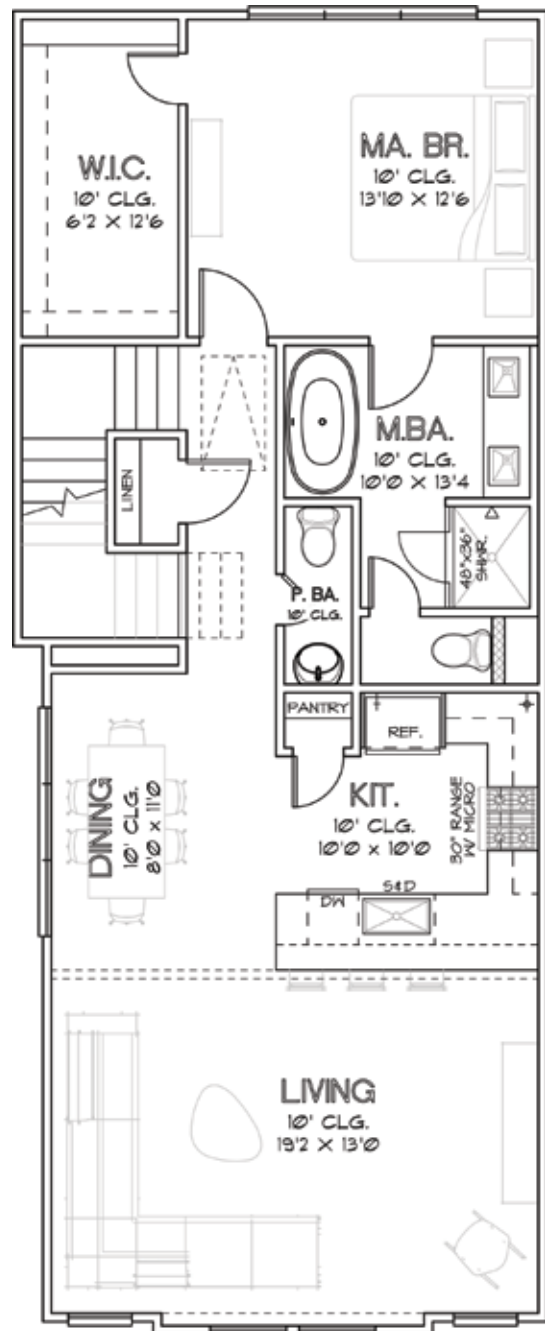 W.I.C.
10' CLG.
6'2 X 12'6
MA. BR.
10' CLG.
13'10 X 12'6
M.BA.
10' CLG.
10'0 X 13'4
LINEN
48"x36"
SHWR.
P. BA.
10' CLG.
PANTRY
REF.
KIT.
10' CLG.
10'0 x 10'0
30" RANGE
W/ MICRO
DINING
10' CLG.
8'0 x 11'0
S&D
DW
LIVING
10' CLG.
19'2 X 13'0